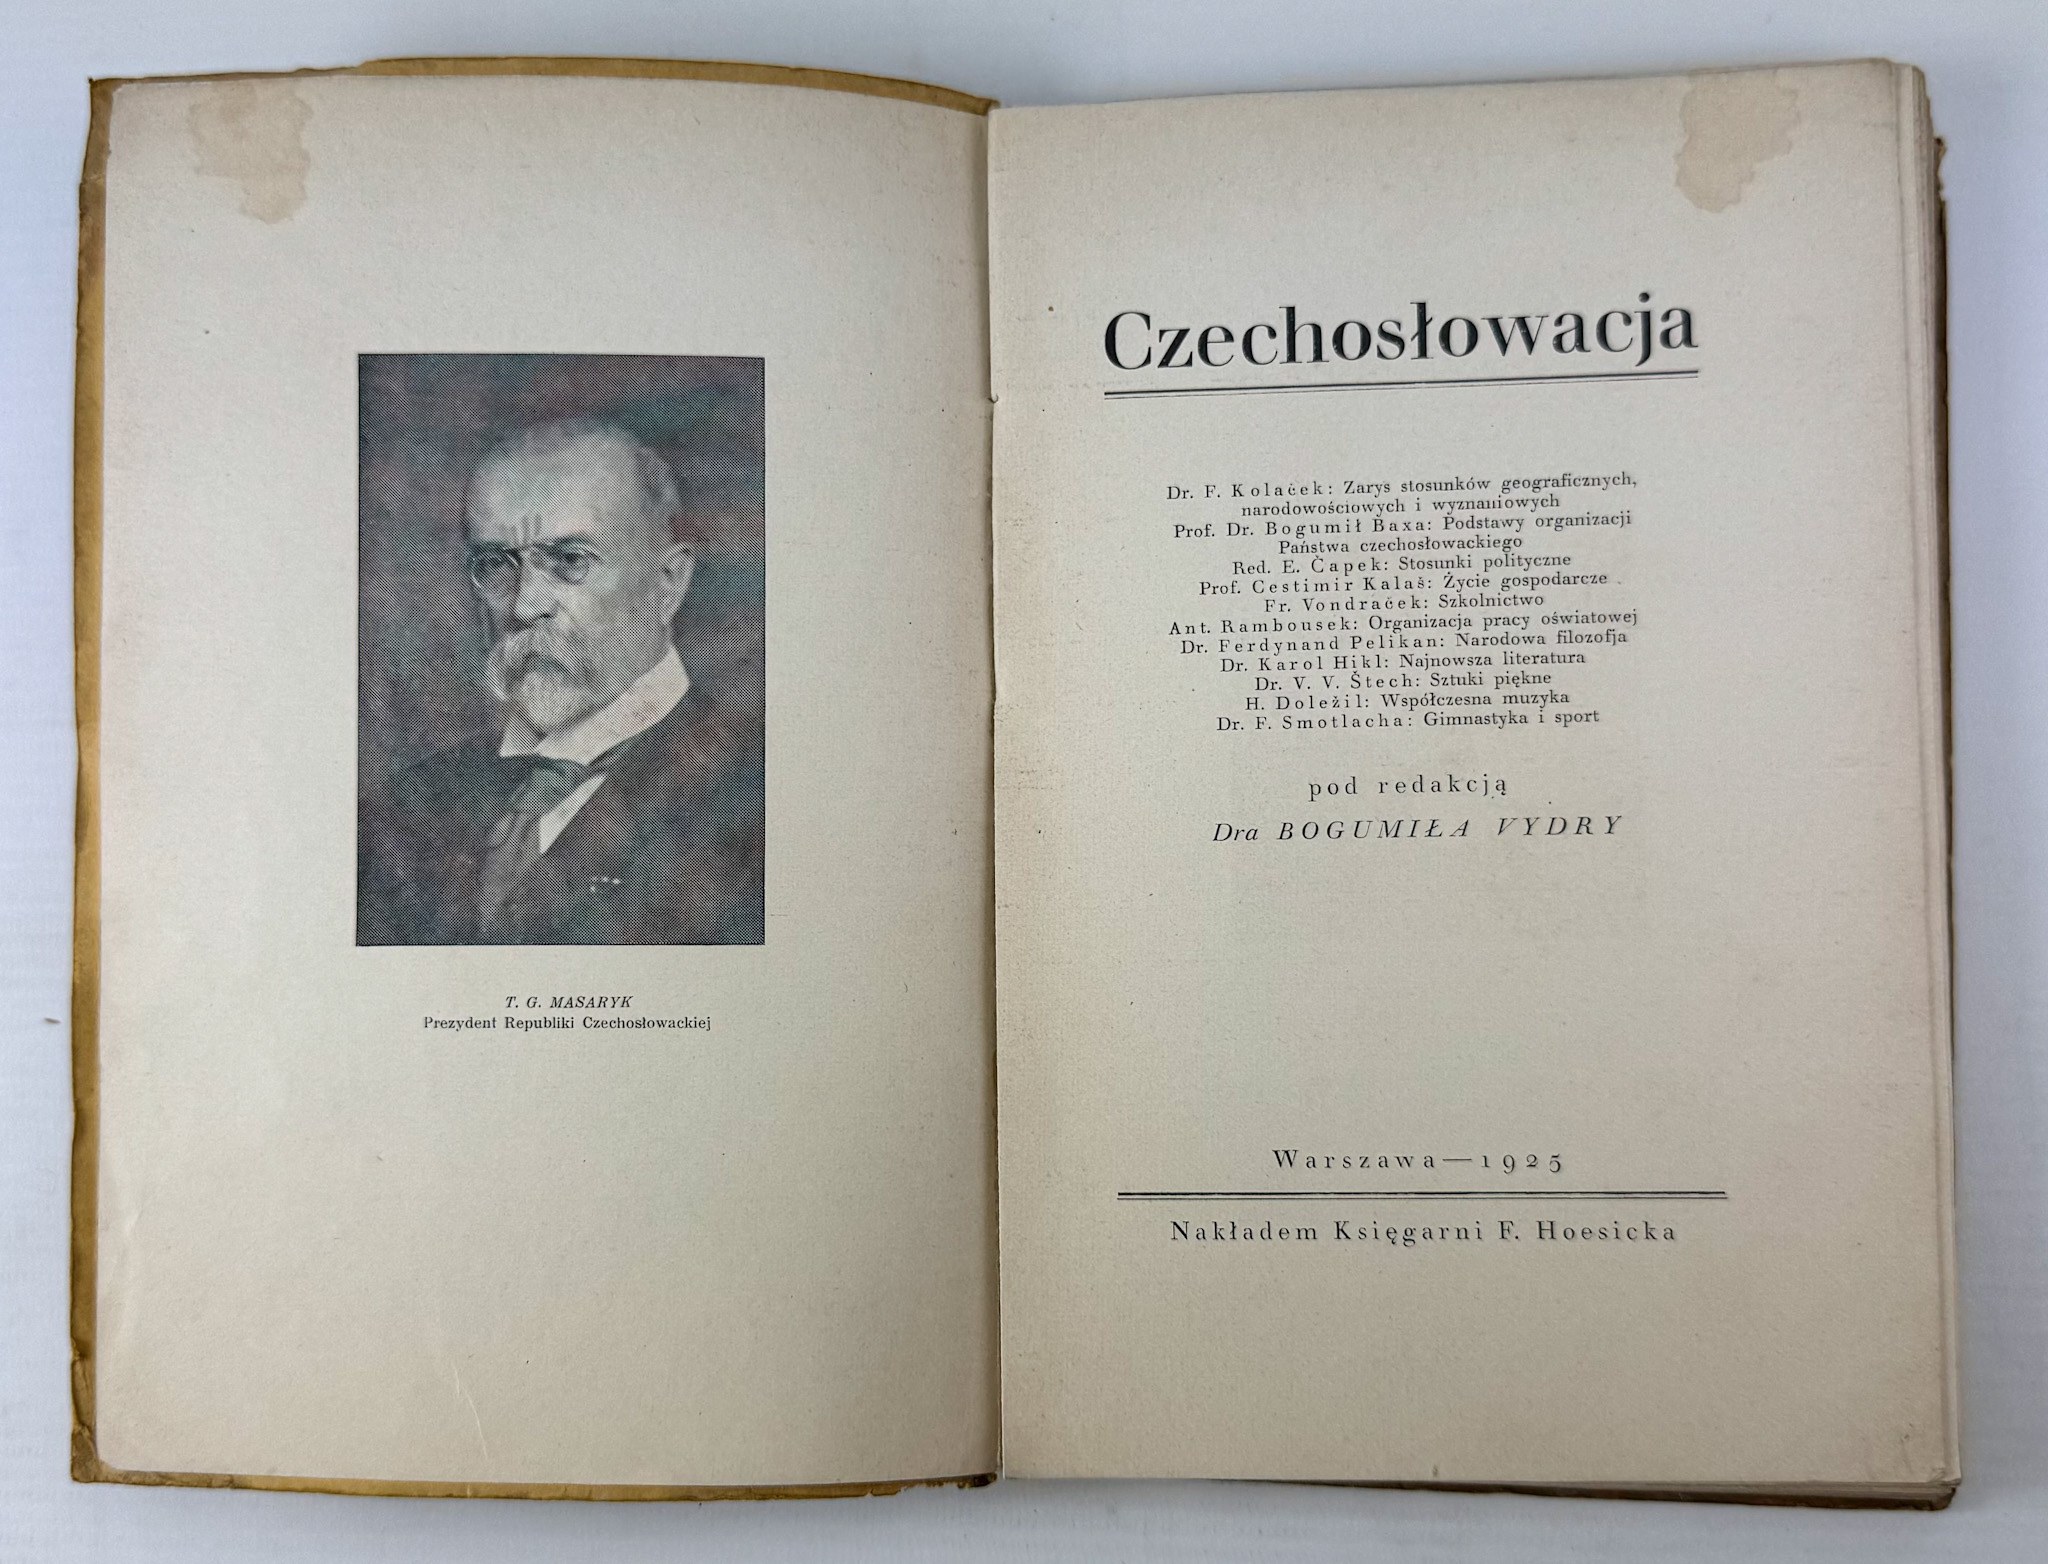 T. G. MASARYK
Prezydent Republiki Czechosłowackiej
Czechosłowacja
Dr. F. Kolaček: Zarys stosunków geograficznych,
narodowościowych i wyznaniowych
Prof. Dr. Bogumił Baxa: Podstawy organizacji
Państwa czechosłowackiego
Red. E. Čapek: Stosunki polityczne
Prof. Cestimir Kalaš: Życie gospodarcze
Fr. Vondraček: Szkolnictwo
Ant. Rambousek: Organizacja pracy oświatowej
Dr. Ferdynand Pelikan: Narodowa filozofja
Dr. Karol Hikl: Najnowsza literatura
Dr. V. V. Štech: Sztuki piękne
H. Doležil: Współczesna muzyka
Dr. F. Smotlacha: Gimnastyka i sport
pod redakcją
Dra BOGUMIŁA VYDRY
Warszawa—1925
Nakładem Księgarni F. Hoesicka